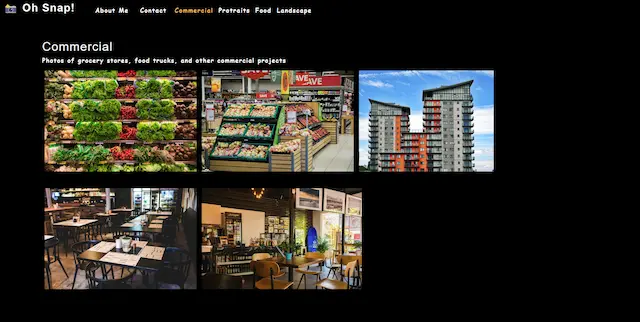 Oh Snap!
About Me Contact Commercial Protraits Food Landscape
Commercial
Photos of grocery stores, food trucks, and other commercial projects
SAVE
SAVE